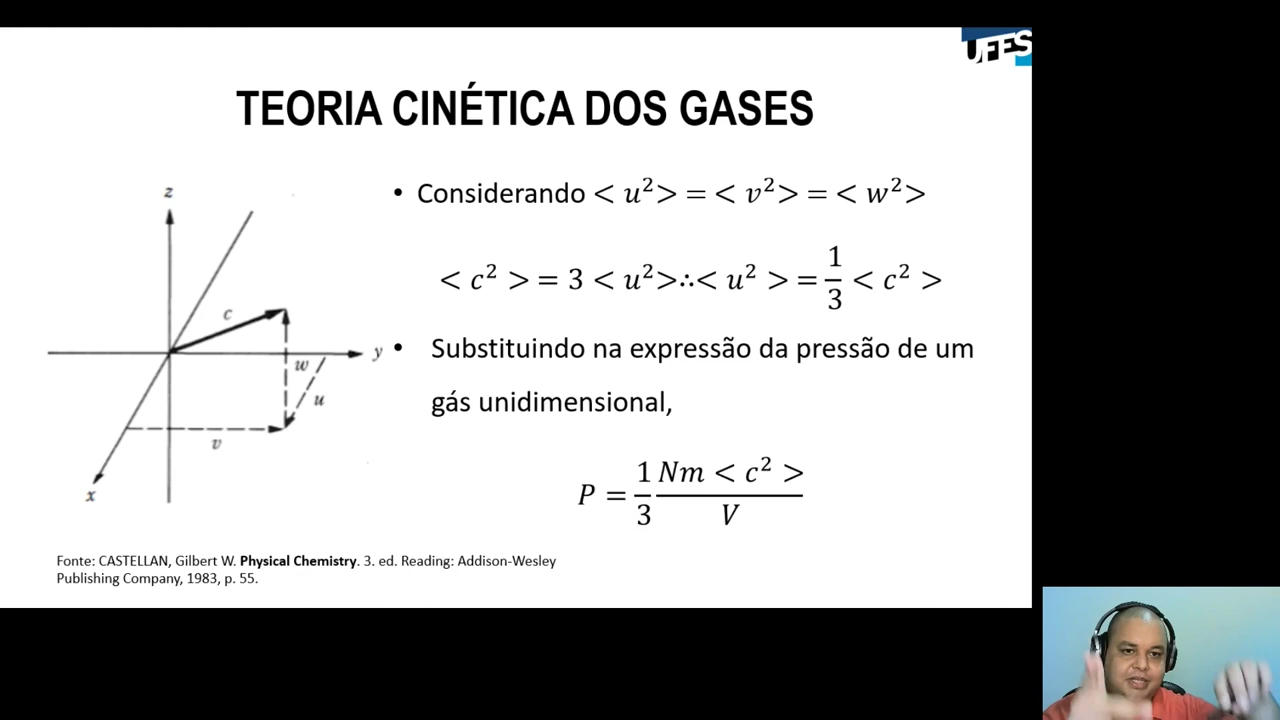 UFES
TEORIA CINÉTICA DOS GASES
• Considerando < u² > = < v² > = < w² >
< c² > = 3 < u² > ∴ < u² > = 1/3 < c² >
• Substituindo na expressão da pressão de um
gás unidimensional,
P = 1/3 Nm < c² > / V
z
c
y
w
u
v
x
Fonte: CASTELLAN, Gilbert W. Physical Chemistry. 3. ed. Reading: Addison-Wesley
Publishing Company, 1983, p. 55.